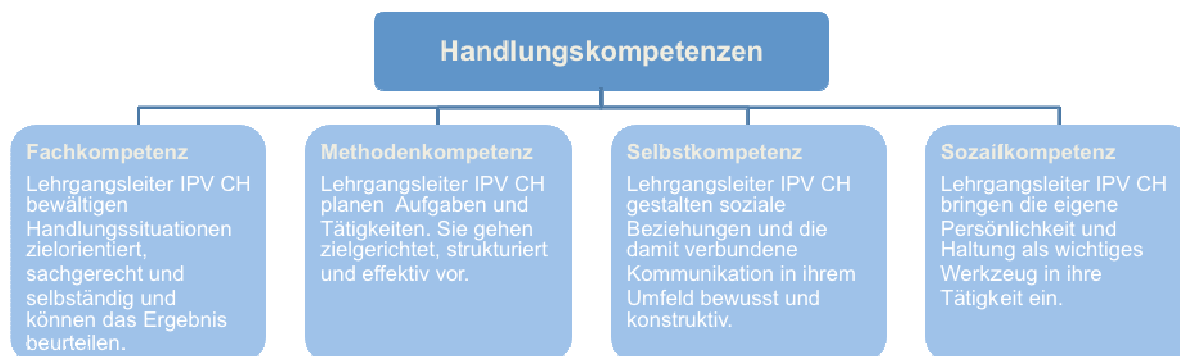 Handlungskompetenzen
Fachkompetenz
Lehrgangsleiter IPV CH
bewältigen
Handlungssituationen
zielorientiert,
sachgerecht und
selbständig und
können das Ergebnis
beurteilen.
Methodenkompetenz
Lehrgangsleiter IPV CH
planen Aufgaben und
Tätigkeiten. Sie gehen
zielgerichtet, strukturiert
und effektiv vor.
Selbstkompetenz
Lehrgangsleiter IPV CH
gestalten soziale
Beziehungen und die
damit verbundene
Kommunikation in ihrem
Umfeld bewusst und
konstruktiv.
Sozailkompetenz
Lehrgangsleiter IPV CH
bringen die eigene
Persönlichkeit und
Haltung als wichtiges
Werkzeug in ihre
Tätigkeit ein.